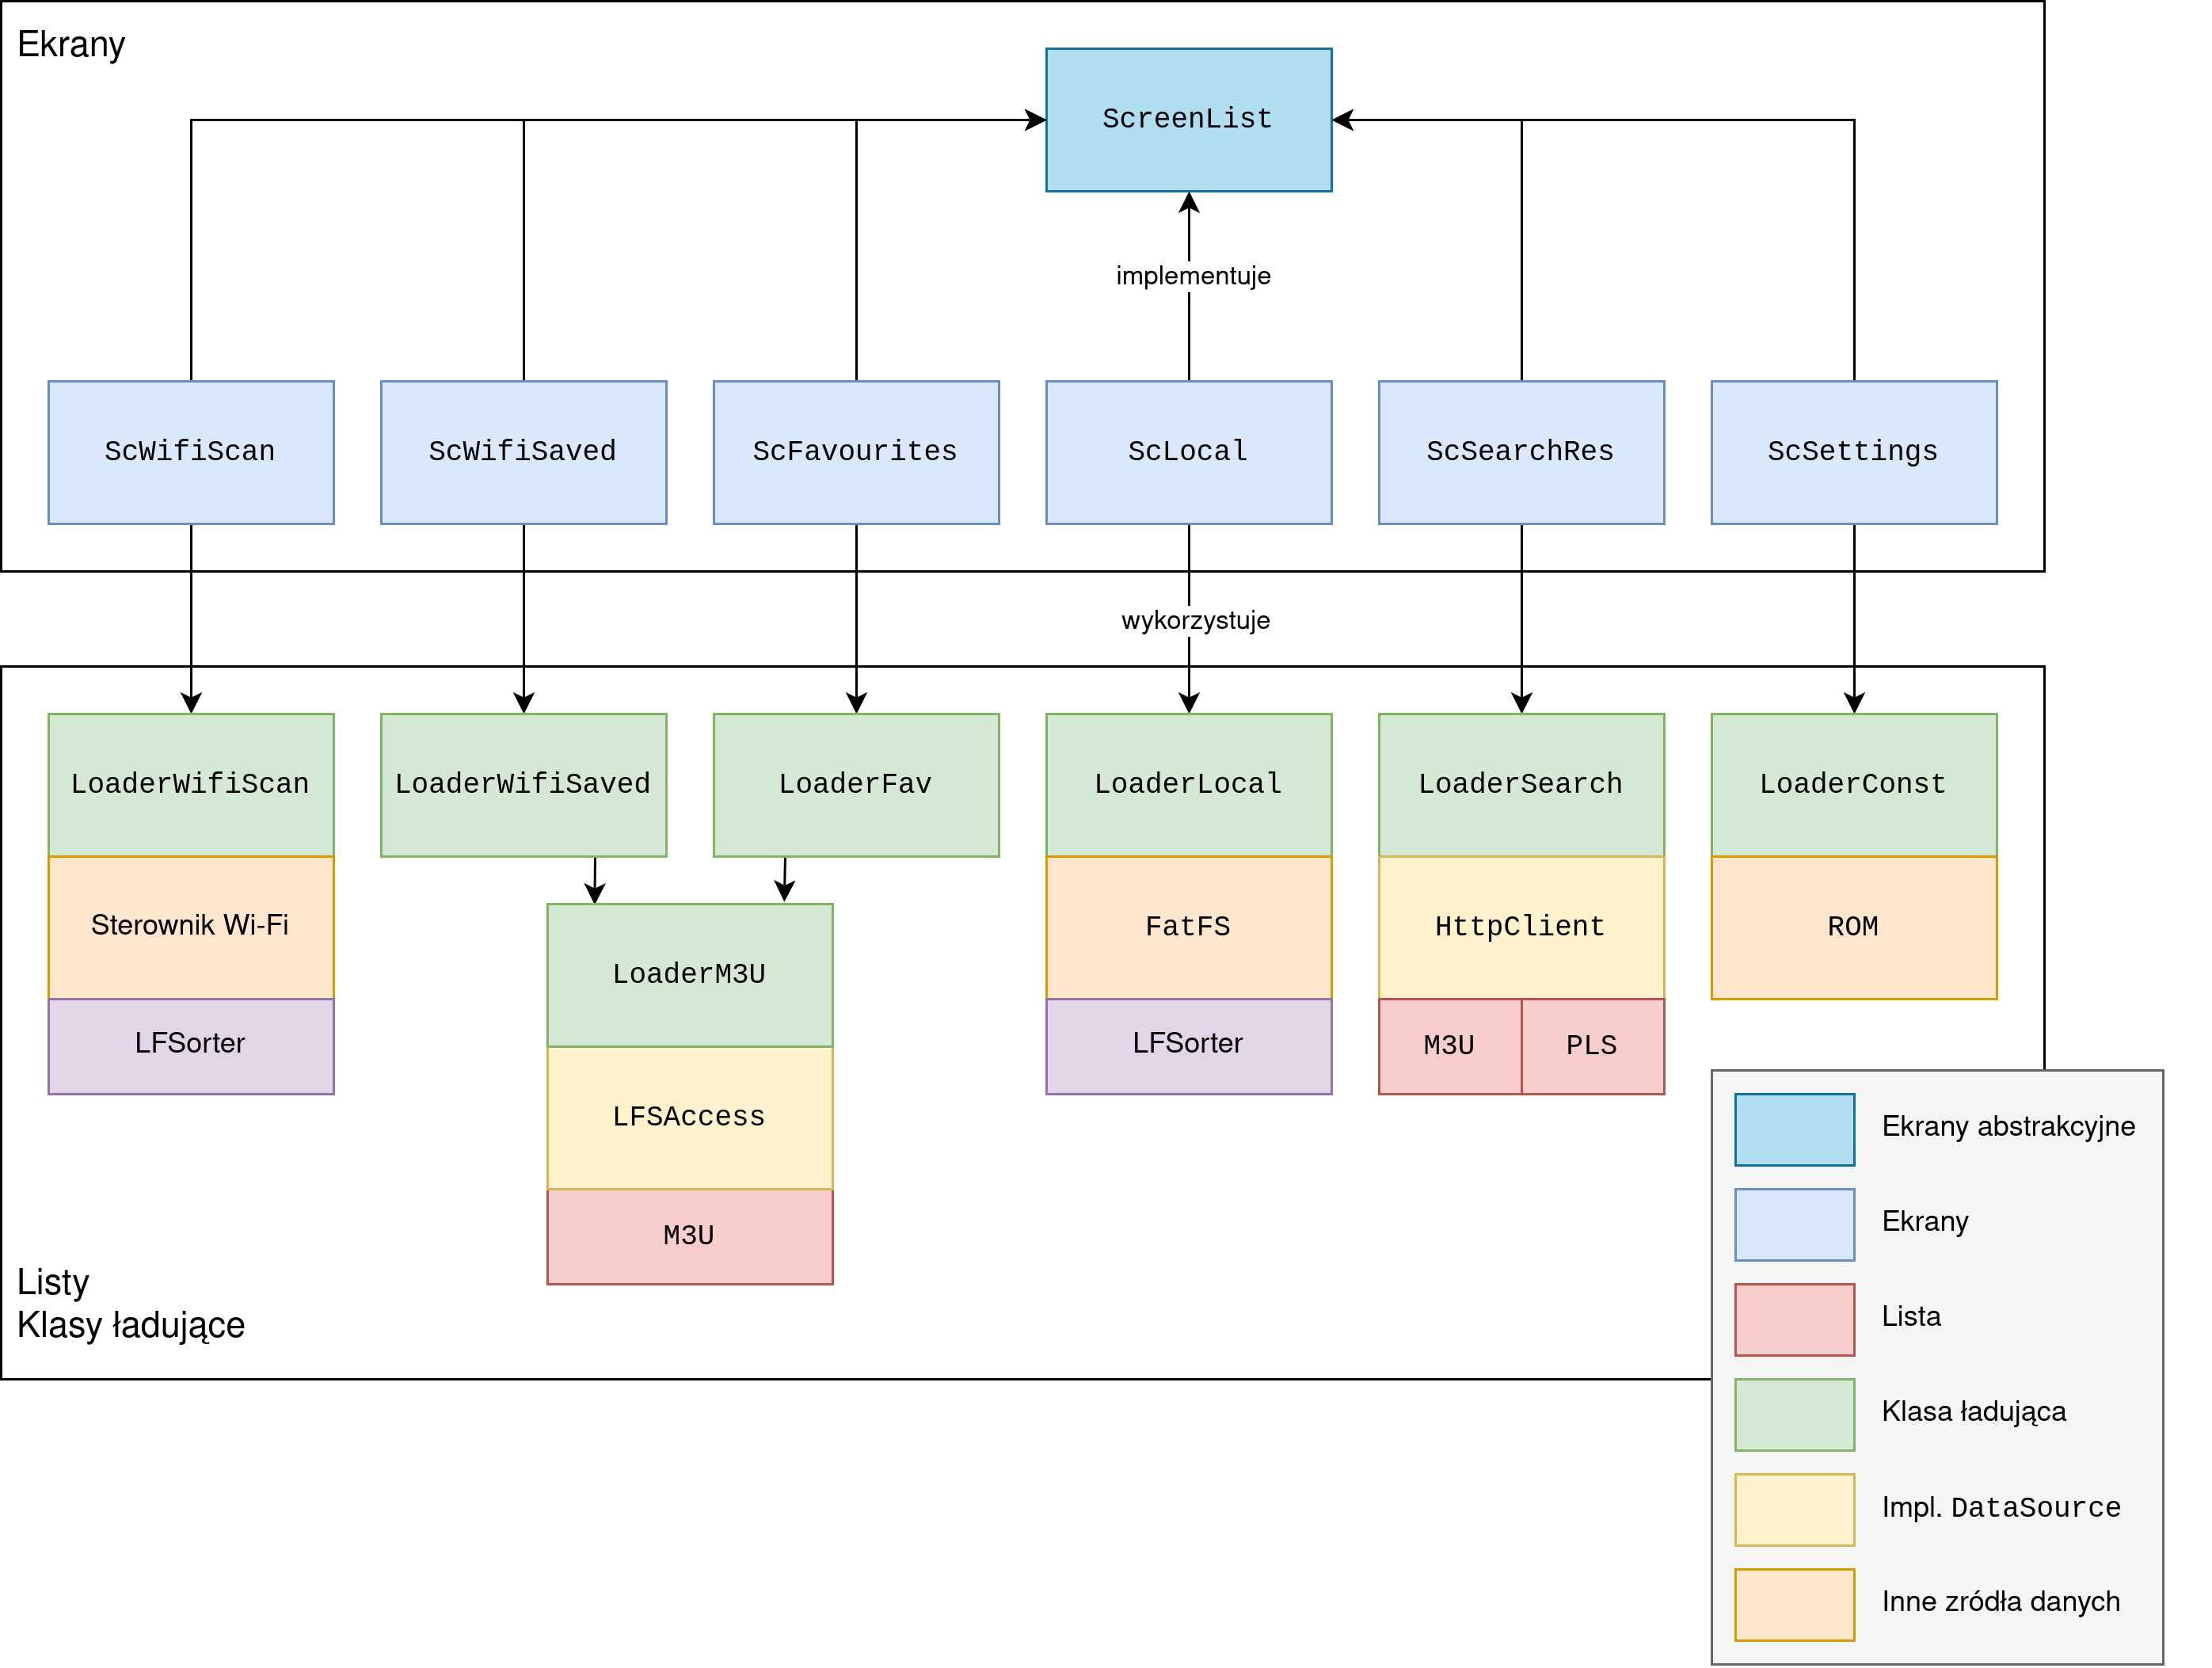 Ekrany
ScreenList
implementuje
ScWifiScan
ScWifiSaved
ScFavourites
ScLocal
ScSearchRes
ScSettings
wykorzystuje
LoaderWifiScan
LoaderWifiSaved
LoaderFav
LoaderLocal
LoaderSearch
LoaderConst
Sterownik Wi-Fi
LoaderM3U
FatFS
HttpClient
ROM
LFSorter
LFSAccess
LFSorter
M3U
PLS
M3U
Listy
Klasy ładujące
Ekrany abstrakcyjne
Ekrany
Lista
Klasa ładująca
Impl. DataSource
Inne zródła danych